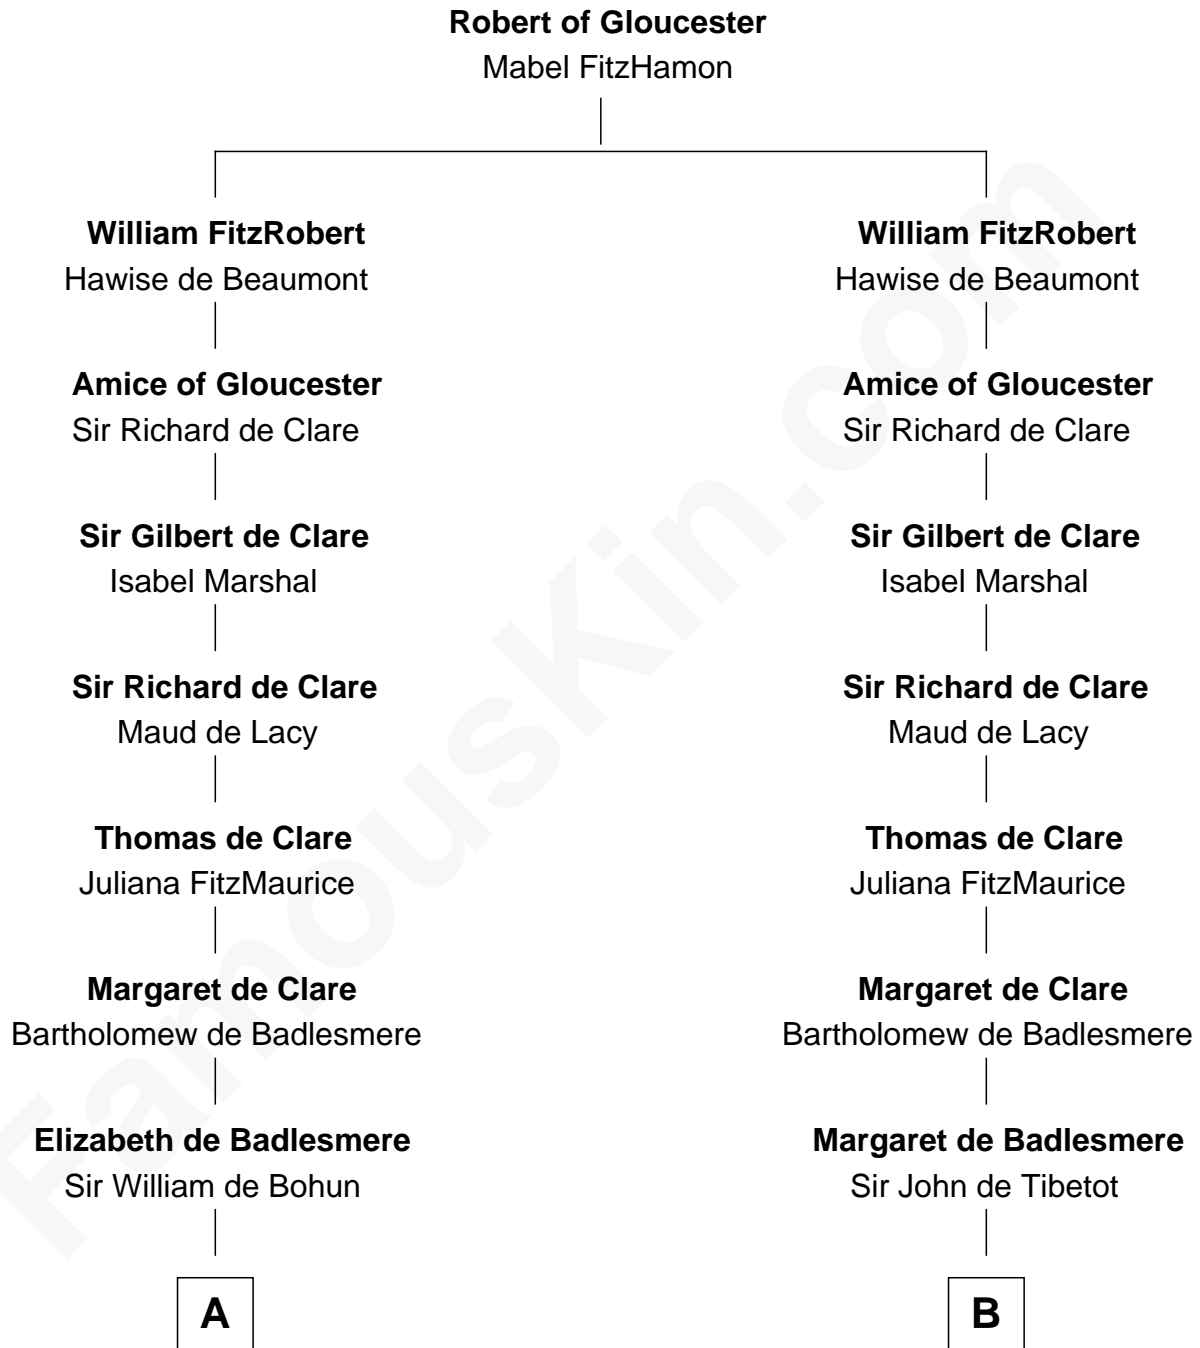 Robert of Gloucester
Mabel FitzHamon
William FitzRobert
Hawise de Beaumont
Amice of Gloucester
Sir Richard de Clare
Sir Gilbert de Clare
Isabel Marshal
Sir Richard de Clare
Maud de Lacy
Thomas de Clare
Juliana FitzMaurice
Margaret de Clare
Bartholomew de Badlesmere
Elizabeth de Badlesmere
Sir William de Bohun
A
William FitzRobert
Hawise de Beaumont
Amice of Gloucester
Sir Richard de Clare
Sir Gilbert de Clare
Isabel Marshal
Sir Richard de Clare
Maud de Lacy
Thomas de Clare
Juliana FitzMaurice
Margaret de Clare
Bartholomew de Badlesmere
Margaret de Badlesmere
Sir John de Tibetot
B
FamousKin.com